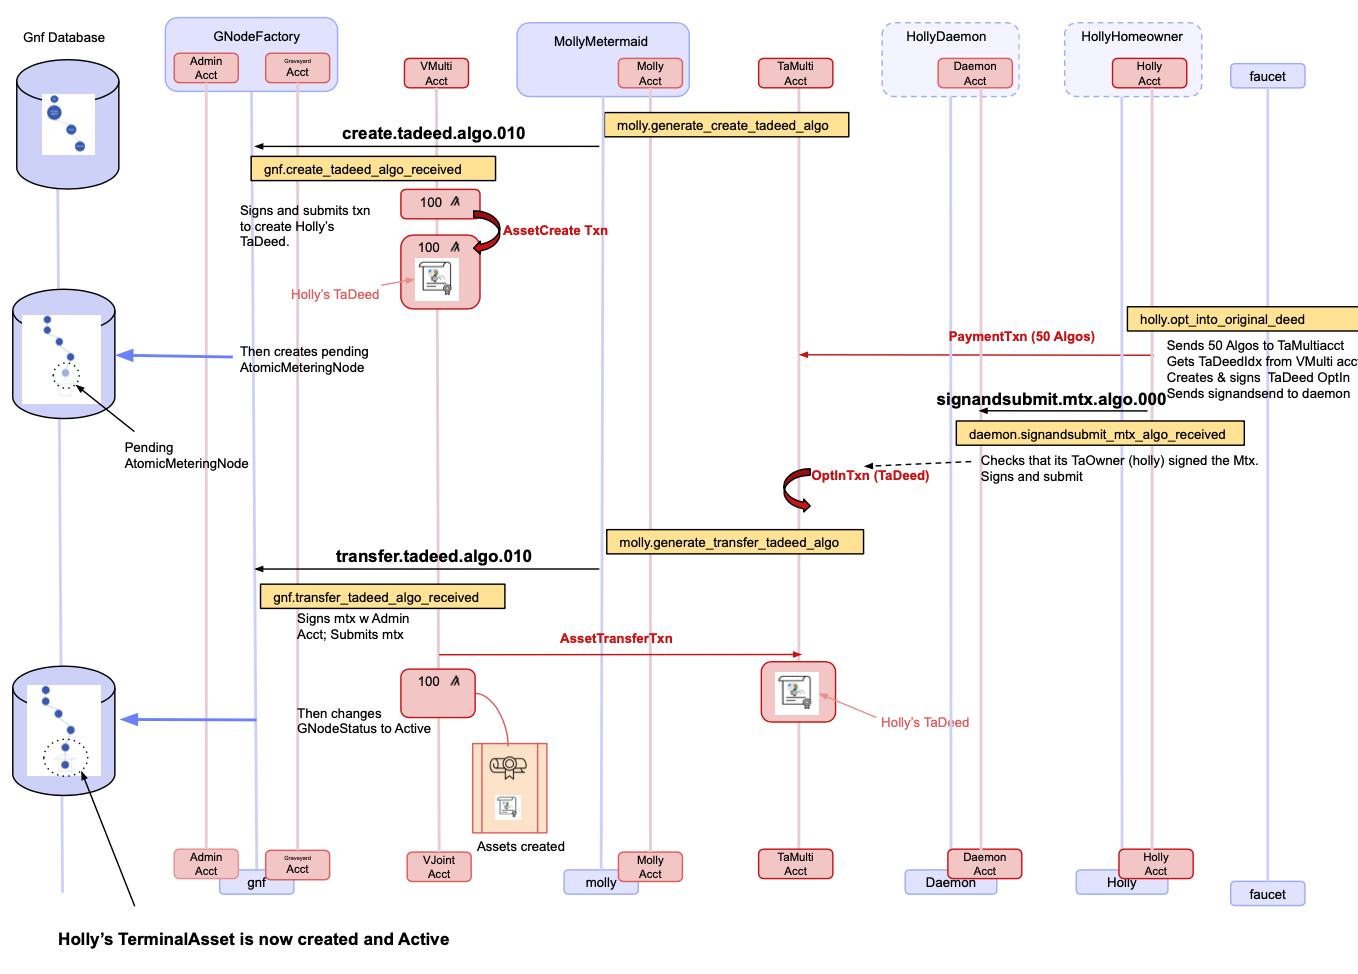 Gnf Database
GNodeFactory
MollyMetermaid
HollyDaemon
HollyHomeowner
Admin
Acct
Graveyard
Acct
VMulti
Acct
Molly
Acct
TaMulti
Acct
Daemon
Acct
Holly
Acct
faucet
molly.generate_create_tadeed_algo
create.tadeed.algo.010
gnf.create_tadeed_algo_received
Signs and submits txn
to create Holly's
TaDeed.
100
AssetCreate Txn
100
Holly's TaDeed
holly.opt_into_original_deed
PaymentTxn (50 Algos)
Sends 50 Algos to TaMultiacct
Gets TaDeedIdx from VMulti acc
Creates & signs  TaDeed OptIn
Sends signandsend to daemon
Then creates pending
AtomicMeteringNode
signandsubmit.mtx.algo.000
daemon.signandsubmit_mtx_algo_received
Pending
AtomicMeteringNode
Checks that its TaOwner (holly) signed the Mtx.
Signs and submit
OptInTxn (TaDeed)
molly.generate_transfer_tadeed_algo
transfer.tadeed.algo.010
gnf.transfer_tadeed_algo_received
Signs mtx w Admin
Acct; Submits mtx
AssetTransferTxn
100
Then changes
GNodeStatus to Active
Holly's TaDeed
Assets created
Admin
Acct
Graveyard
Acct
gnf
VJoint
Acct
molly
Molly
Acct
TaMulti
Acct
Daemon
Acct
Daemon
Holly
Acct
Holly
faucet
Holly's TerminalAsset is now created and Active